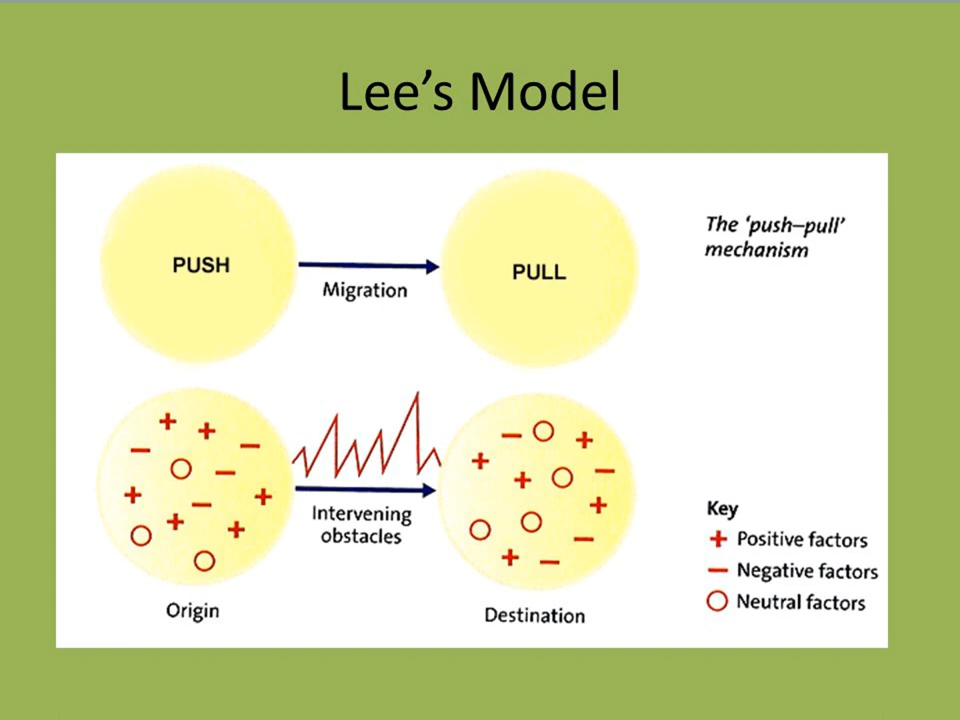 Lee’s Model
The ‘push–pull’
mechanism
PUSH
PULL
Migration
Intervening
obstacles
Origin
Destination
Key
+ Positive factors
– Negative factors
○ Neutral factors